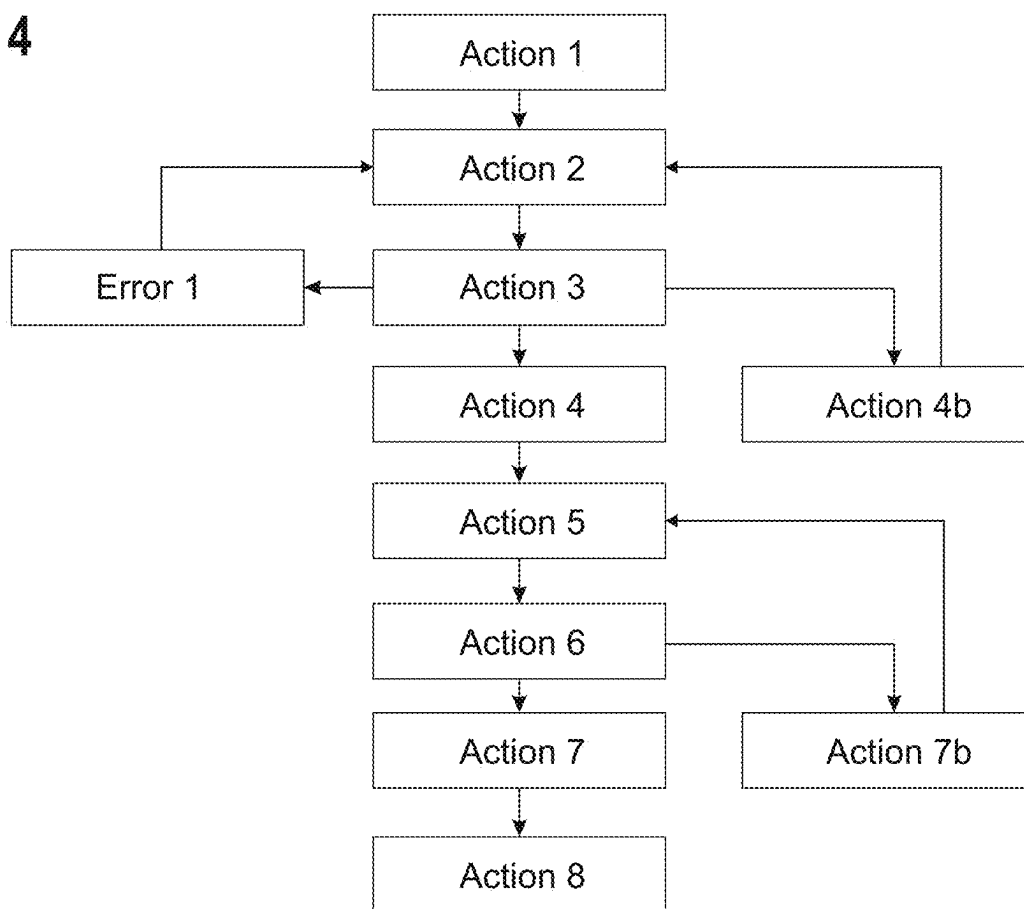 4
Action 1
Action 2
Error 1
Action 3
Action 4
Action 4b
Action 5
Action 6
Action 7
Action 7b
Action 8